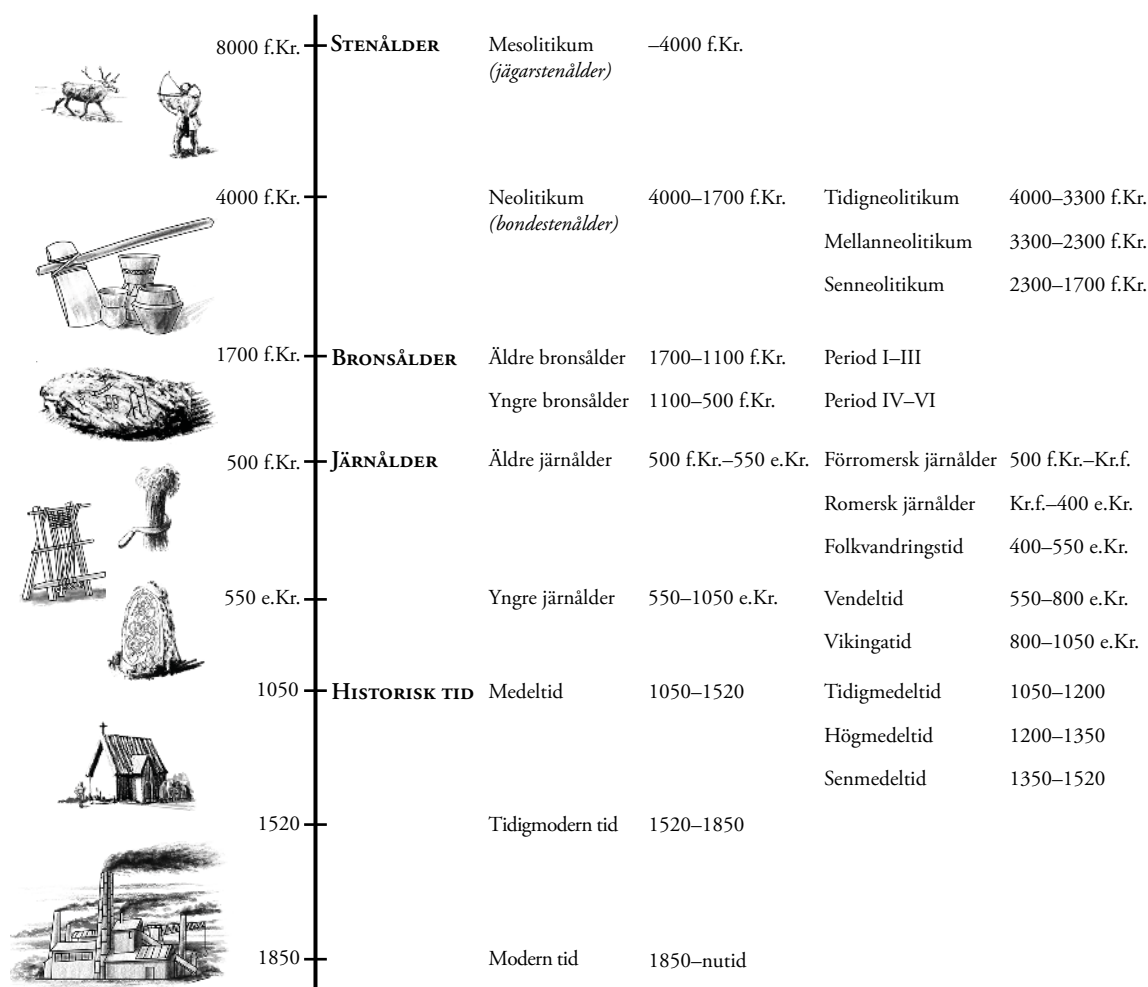 8000 f.Kr. STENÅLDER Mesolitikum –4000 f.Kr.
(jägarstenålder)
4000 f.Kr. Neolitikum 4000–1700 f.Kr. Tidigneolitikum 4000–3300 f.Kr.
(bondestenålder)
Mellanneolitikum 3300–2300 f.Kr.
Senneolitikum 2300–1700 f.Kr.
1700 f.Kr. BRONSÅLDER Äldre bronsålder 1700–1100 f.Kr. Period I–III
Yngre bronsålder 1100–500 f.Kr. Period IV–VI
500 f.Kr. JÄRNÅLDER Äldre järnålder 500 f.Kr.–550 e.Kr. Förromersk järnålder 500 f.Kr.–Kr.f.
Romersk järnålder Kr.f.–400 e.Kr.
Folkvandringstid 400–550 e.Kr.
550 e.Kr. Yngre järnålder 550–1050 e.Kr. Vendeltid 550–800 e.Kr.
Vikingatid 800–1050 e.Kr.
1050 HISTORISK TID Medeltid 1050–1520 Tidigmedeltid 1050–1200
Högmedeltid 1200–1350
Senmedeltid 1350–1520
1520 Tidigmodern tid 1520–1850
1850 Modern tid 1850–nutid